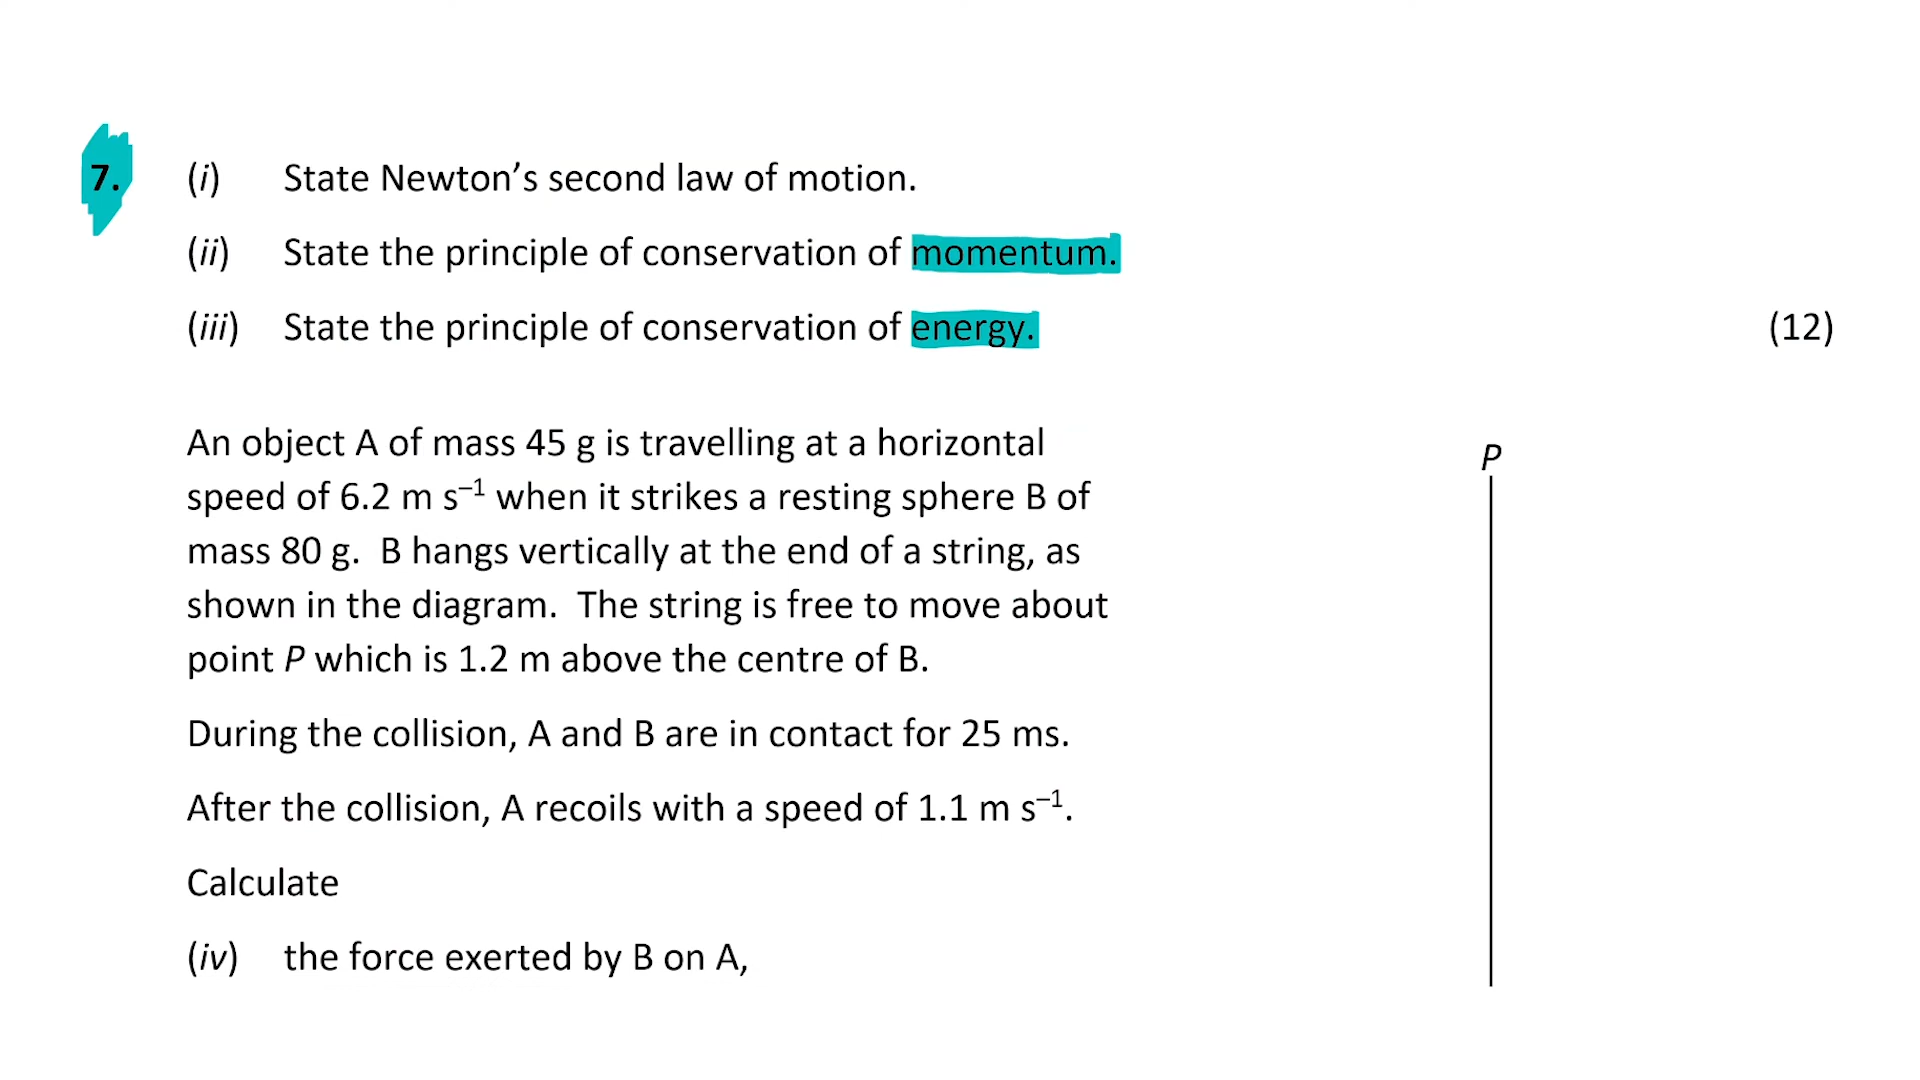 7. (i) State Newton’s second law of motion.
(ii) State the principle of conservation of momentum.
(iii) State the principle of conservation of energy. (12)
An object A of mass 45 g is travelling at a horizontal
speed of 6.2 m s⁻¹ when it strikes a resting sphere B of
mass 80 g. B hangs vertically at the end of a string, as
shown in the diagram. The string is free to move about
point P which is 1.2 m above the centre of B.
During the collision, A and B are in contact for 25 ms.
After the collision, A recoils with a speed of 1.1 m s⁻¹.
Calculate
(iv) the force exerted by B on A,
P